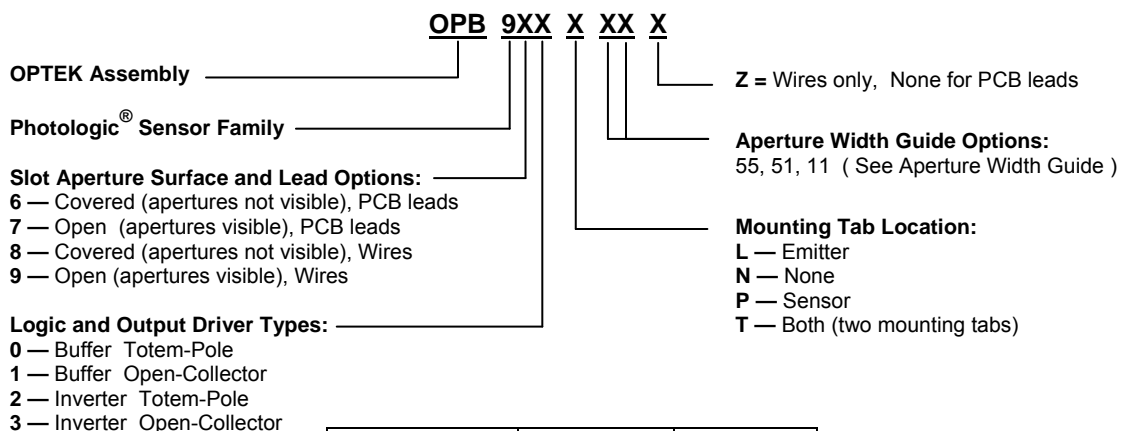 OPB 9XX X XX X
OPTEK Assembly
Photologic® Sensor Family
Slot Aperture Surface and Lead Options:
6 — Covered (apertures not visible), PCB leads
7 — Open (apertures visible), PCB leads
8 — Covered (apertures not visible), Wires
9 — Open (apertures visible), Wires
Logic and Output Driver Types:
0 — Buffer Totem-Pole
1 — Buffer Open-Collector
2 — Inverter Totem-Pole
3 — Inverter Open-Collector
Z = Wires only, None for PCB leads
Aperture Width Guide Options:
55, 51, 11 ( See Aperture Width Guide )
Mounting Tab Location:
L — Emitter
N — None
P — Sensor
T — Both (two mounting tabs)